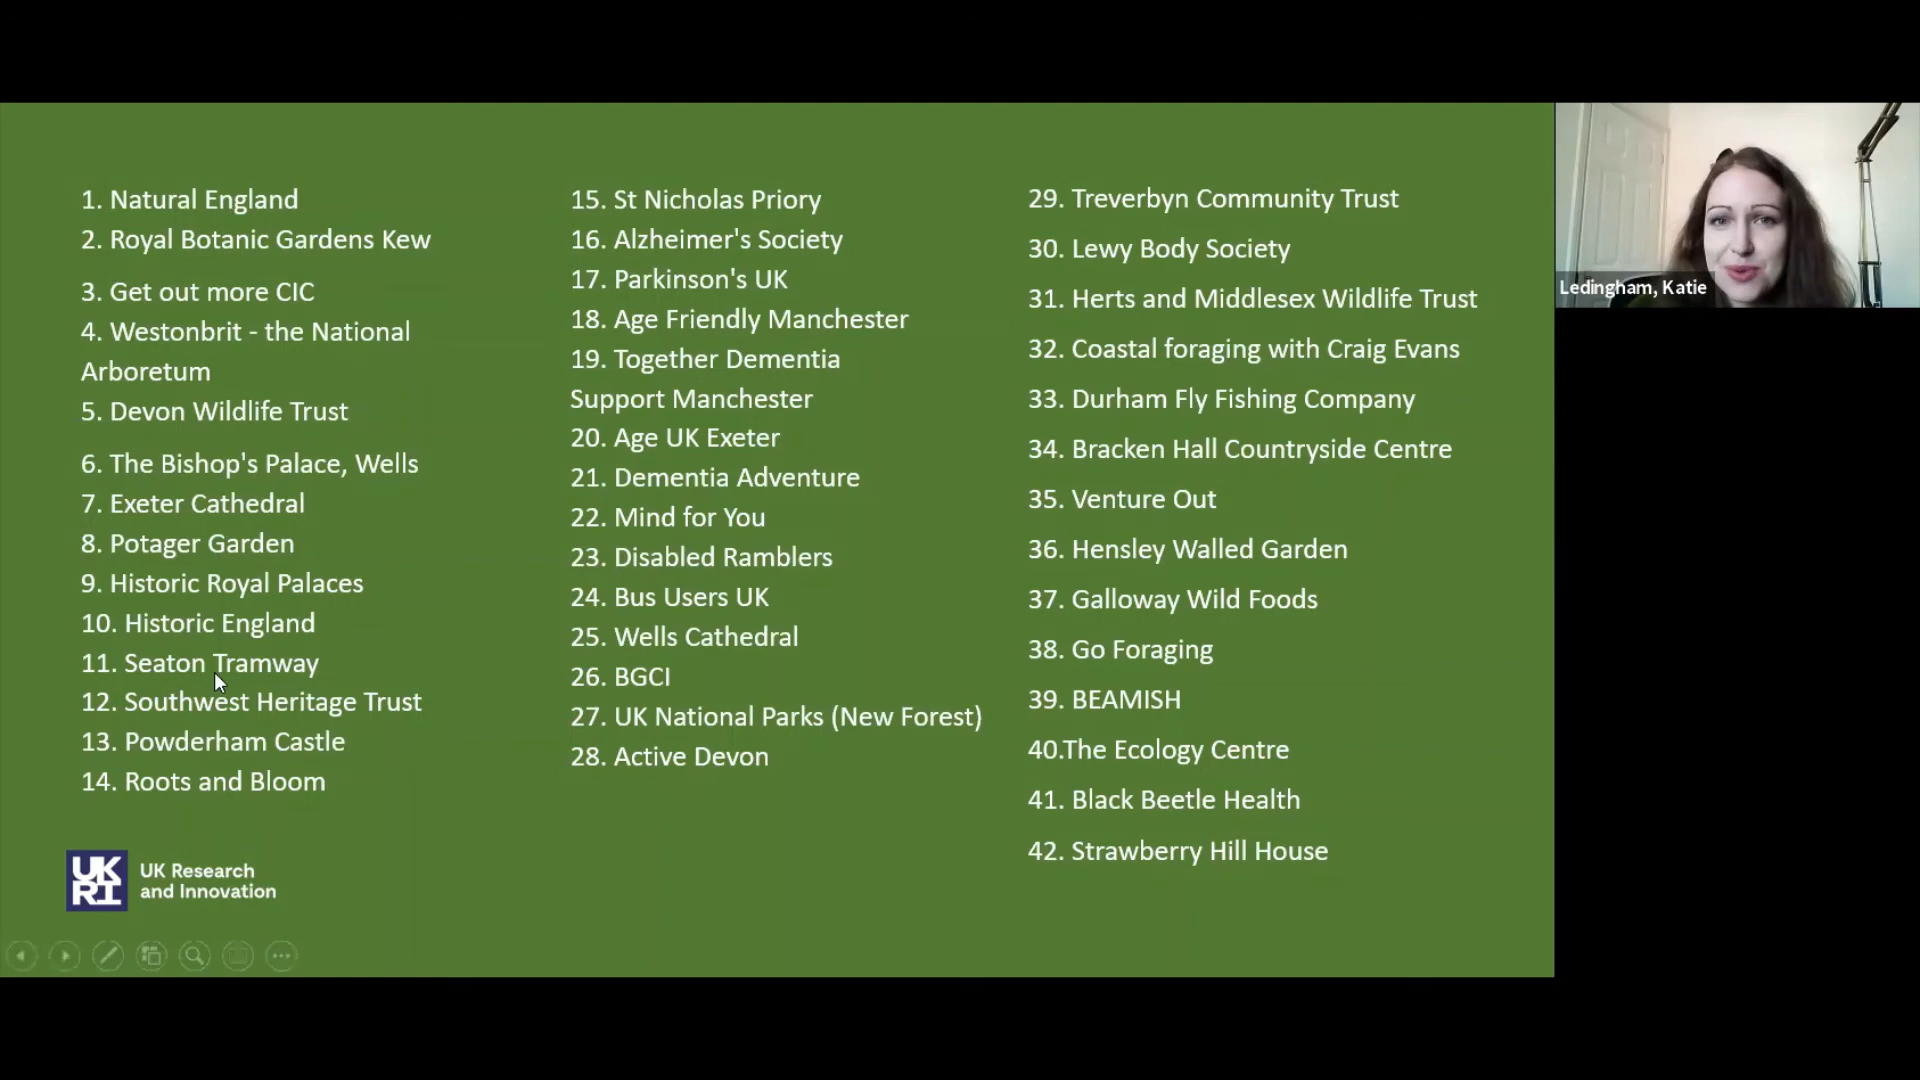 1. Natural England
2. Royal Botanic Gardens Kew
3. Get out more CIC
4. Westonbrit - the National
Arboretum
5. Devon Wildlife Trust
6. The Bishop's Palace, Wells
7. Exeter Cathedral
8. Potager Garden
9. Historic Royal Palaces
10. Historic England
11. Seaton Tramway
12. Southwest Heritage Trust
13. Powderham Castle
14. Roots and Bloom
15. St Nicholas Priory
16. Alzheimer's Society
17. Parkinson's UK
18. Age Friendly Manchester
19. Together Dementia
Support Manchester
20. Age UK Exeter
21. Dementia Adventure
22. Mind for You
23. Disabled Ramblers
24. Bus Users UK
25. Wells Cathedral
26. BGCI
27. UK National Parks (New Forest)
28. Active Devon
29. Treverbyn Community Trust
30. Lewy Body Society
31. Herts and Middlesex Wildlife Trust
32. Coastal foraging with Craig Evans
33. Durham Fly Fishing Company
34. Bracken Hall Countryside Centre
35. Venture Out
36. Hensley Walled Garden
37. Galloway Wild Foods
38. Go Foraging
39. BEAMISH
40.The Ecology Centre
41. Black Beetle Health
42. Strawberry Hill House
UK
RI
UK Research
and Innovation
Ledingham, Katie